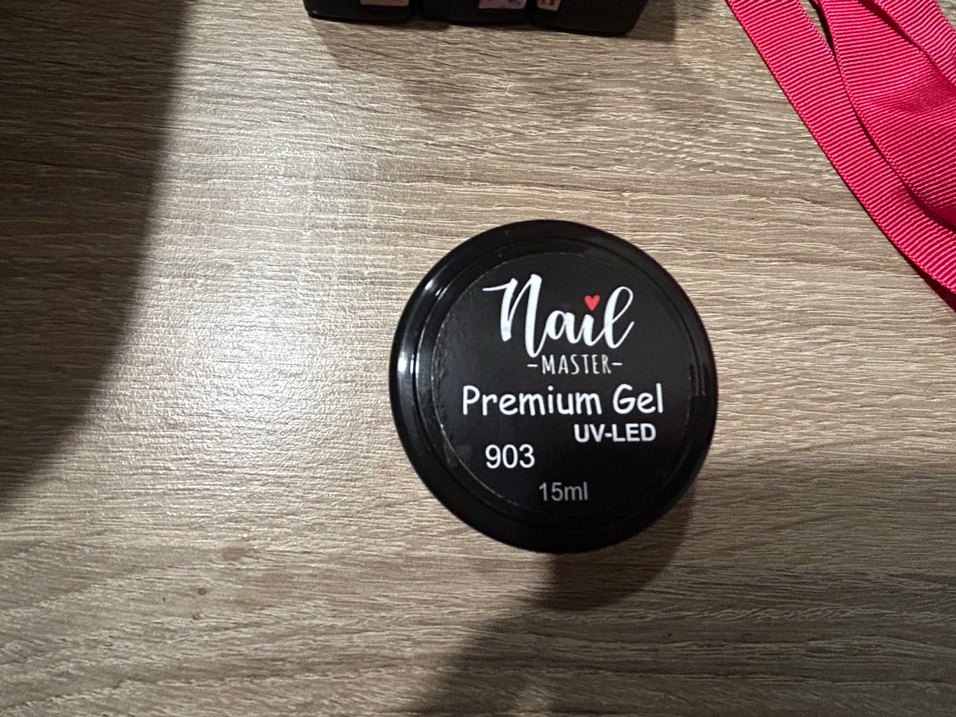 Nail
-MASTER-
Premium Gel
UV-LED
903
15ml